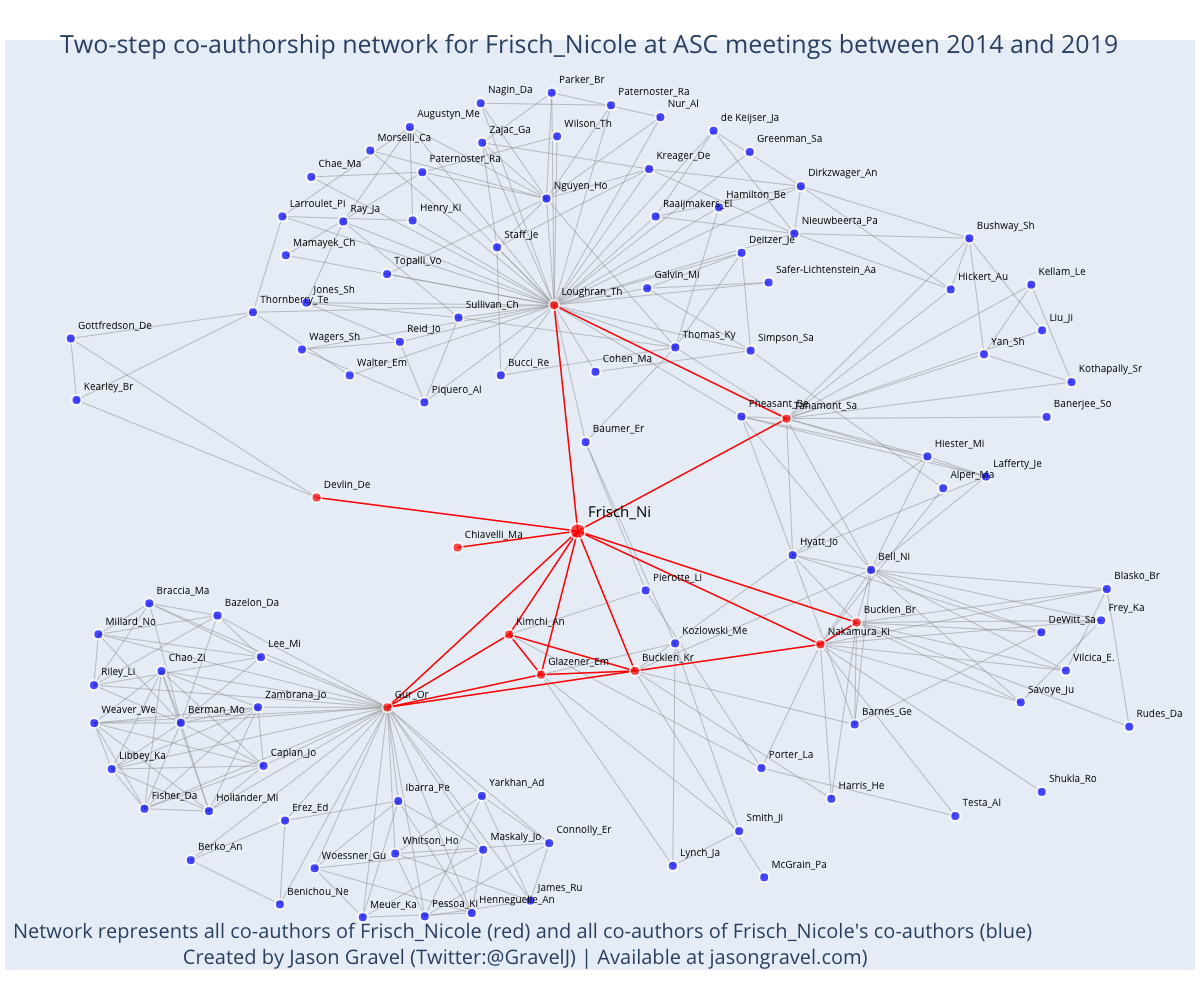 Two-step co-authorship network for Frisch_Nicole at ASC meetings between 2014 and 2019
Parker_Br
Nagin_Da
Paternoster_Ra
Nur_Al
Augustyn_Me
de Keijser_Ja
Wilson_Th
Zajac_Ga
Morselli_Ca
Greenman_Sa
Kreager_De
Paternoster_Ra
Chae_Ma
Dirkzwager_An
Nguyen_Ho
Hamilton_Be
Larroulet_Pi
Ray_Ja
Henry_Ki
Raaijmakers_El
Nieuwbeerta_Pa
Bushway_Sh
Staff_Je
Mamayek_Ch
Deitzer_Je
Topalli_Vo
Galvin_Mi
Safer-Lichtenstein_Aa
Hickert_Au
Kellam_Le
Jones_Sh
Loughran_Th
Thornberry_Te
Sullivan_Ch
Liu_Ji
Gottfredson_De
Reid_Jo
Wagers_Sh
Thomas_Ky
Simpson_Sa
Yan_Sh
Walter_Em
Bucci_Re
Cohen_Ma
Kothapally_Sr
Kearley_Br
Piquero_Al
Pheasant_Be
Tahamont_Sa
Banerjee_So
Baumer_Er
Hiester_Mi
Lafferty_Je
Alper_Ma
Devlin_De
Frisch_Ni
Chiavelli_Ma
Hyatt_Jo
Bell_Ni
Pierotte_Li
Blasko_Br
Braccia_Ma
Bazelon_Da
Bucklen_Br
Frey_Ka
Millard_No
Kimchi_An
DeWitt_Sa
Kozlowski_Me
Nakamura_Ki
Lee_Mi
Chao_Zi
Glazener_Em
Bucklen_Kr
Vilcica_E.
Riley_Li
Zambrana_Jo
Gur_Or
Savoye_Ju
Weaver_We
Berman_Mo
Barnes_Ge
Rudes_Da
Libbey_Ka
Caplan_Jo
Porter_La
Shukla_Ro
Fisher_Da
Hollander_Mi
Ibarra_Pe
Yarkhan_Ad
Harris_He
Erez_Ed
Testa_Al
Smith_Ji
Berko_An
Whitson_Ho
Maskaly_Jo
Connolly_Er
Woessner_Gu
Lynch_Ja
McGrain_Pa
Benichou_Ne
James_Ru
Meuer_Ka
Pessoa_Ki
Henneguelle_An
Network represents all co-authors of Frisch_Nicole (red) and all co-authors of Frisch_Nicole's co-authors (blue)
Created by Jason Gravel (Twitter:@GravelJ) | Available at jasongravel.com)